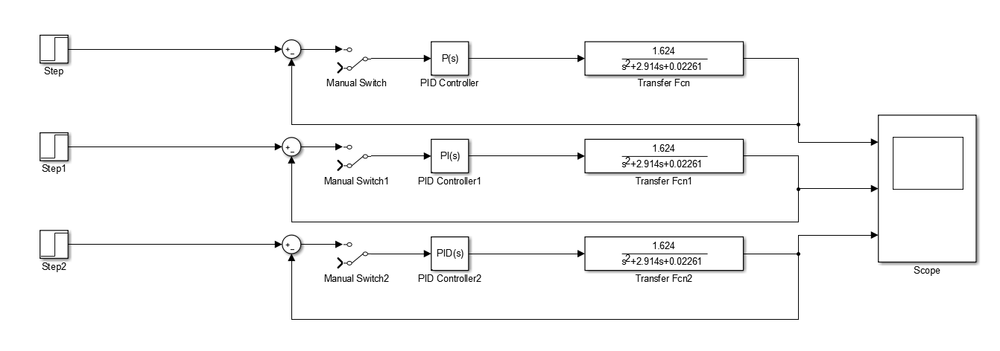 Step
+
−
Manual Switch
P(s)
PID Controller
1.624
s²+2.914s+0.02261
Transfer Fcn
Step1
+
−
Manual Switch1
PI(s)
PID Controller1
1.624
s²+2.914s+0.02261
Transfer Fcn1
Step2
+
−
Manual Switch2
PID(s)
PID Controller2
1.624
s²+2.914s+0.02261
Transfer Fcn2
Scope